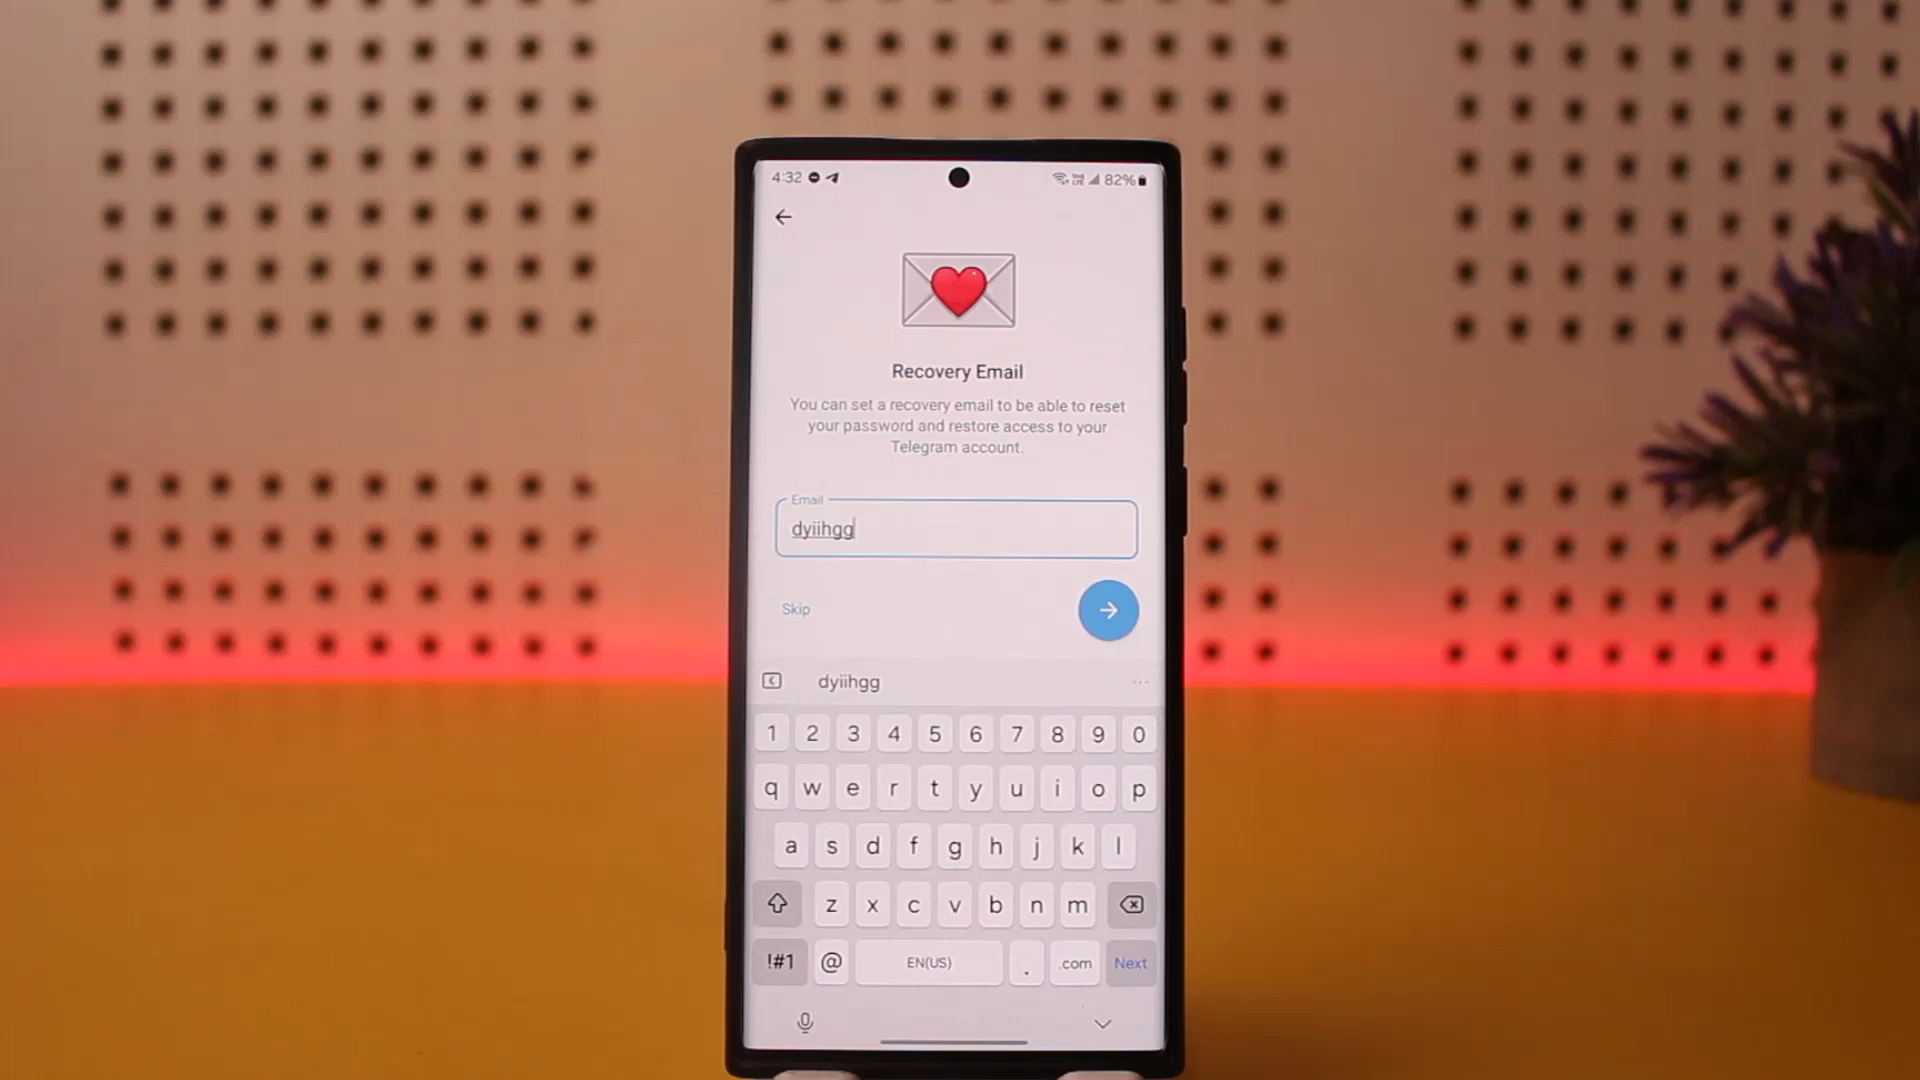 4:32 82%
Recovery Email
You can set a recovery email to be able to reset
your password and restore access to your
Telegram account.
Email
dyiihgg
Skip
dyiihgg
1 2 3 4 5 6 7 8 9 0
q w e r t y u i o p
a s d f g h j k l
z x c v b n m
!#1 @ EN(US) . .com Next